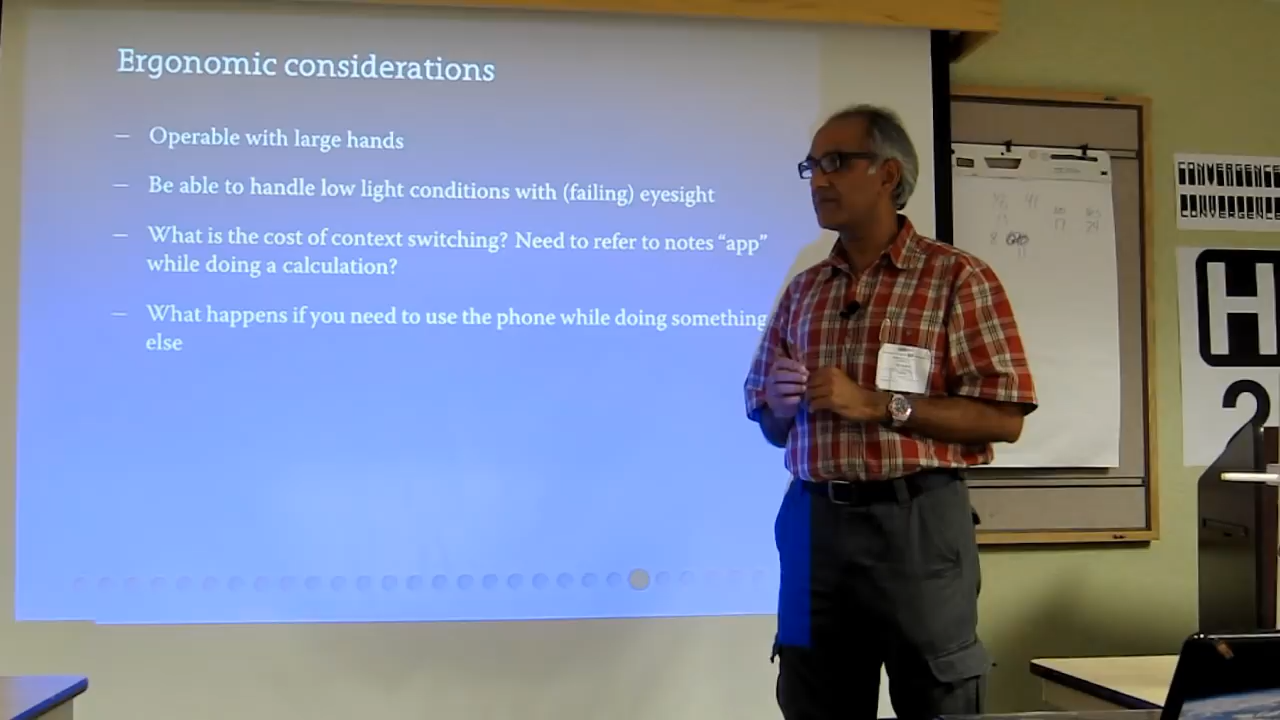 Ergonomic considerations
– Operable with large hands
– Be able to handle low light conditions with (failing) eyesight
– What is the cost of context switching? Need to refer to notes “app”
while doing a calculation?
– What happens if you need to use the phone while doing something
else
CONVERGENCE
CONVERGENCE
H
2